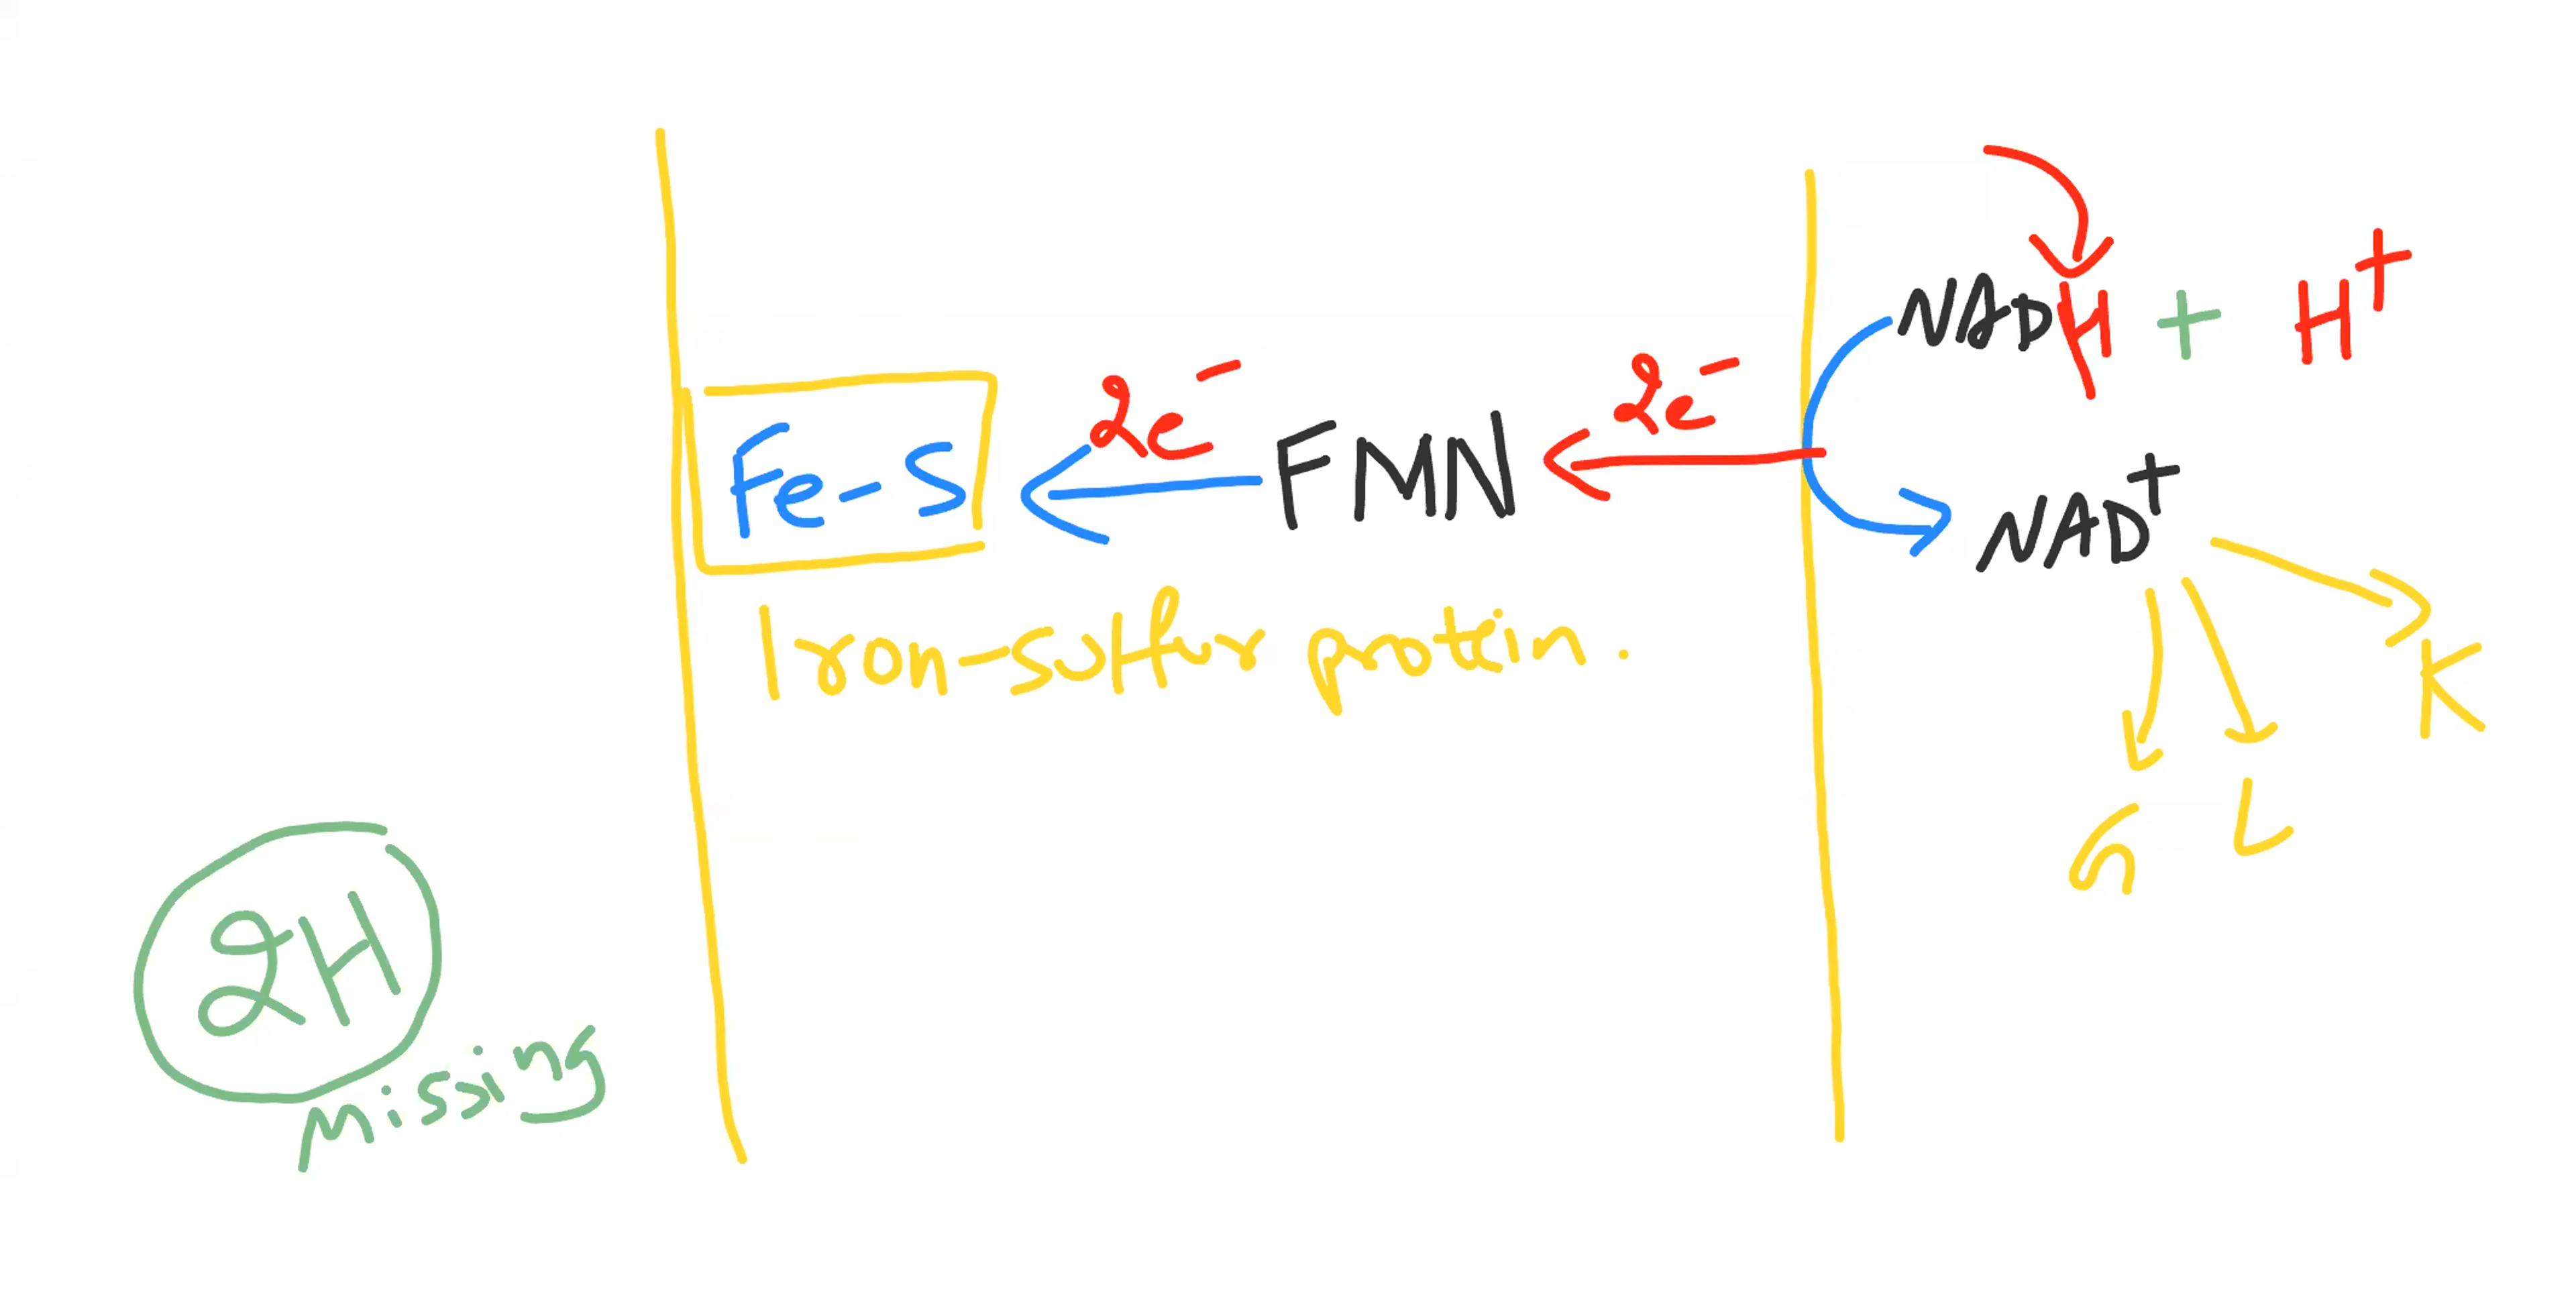 NADH + H⁺
2e⁻
2e⁻
Fe-S
FMN
NAD⁺
Iron-sulfur protein.
K
G
L
2H
Missing